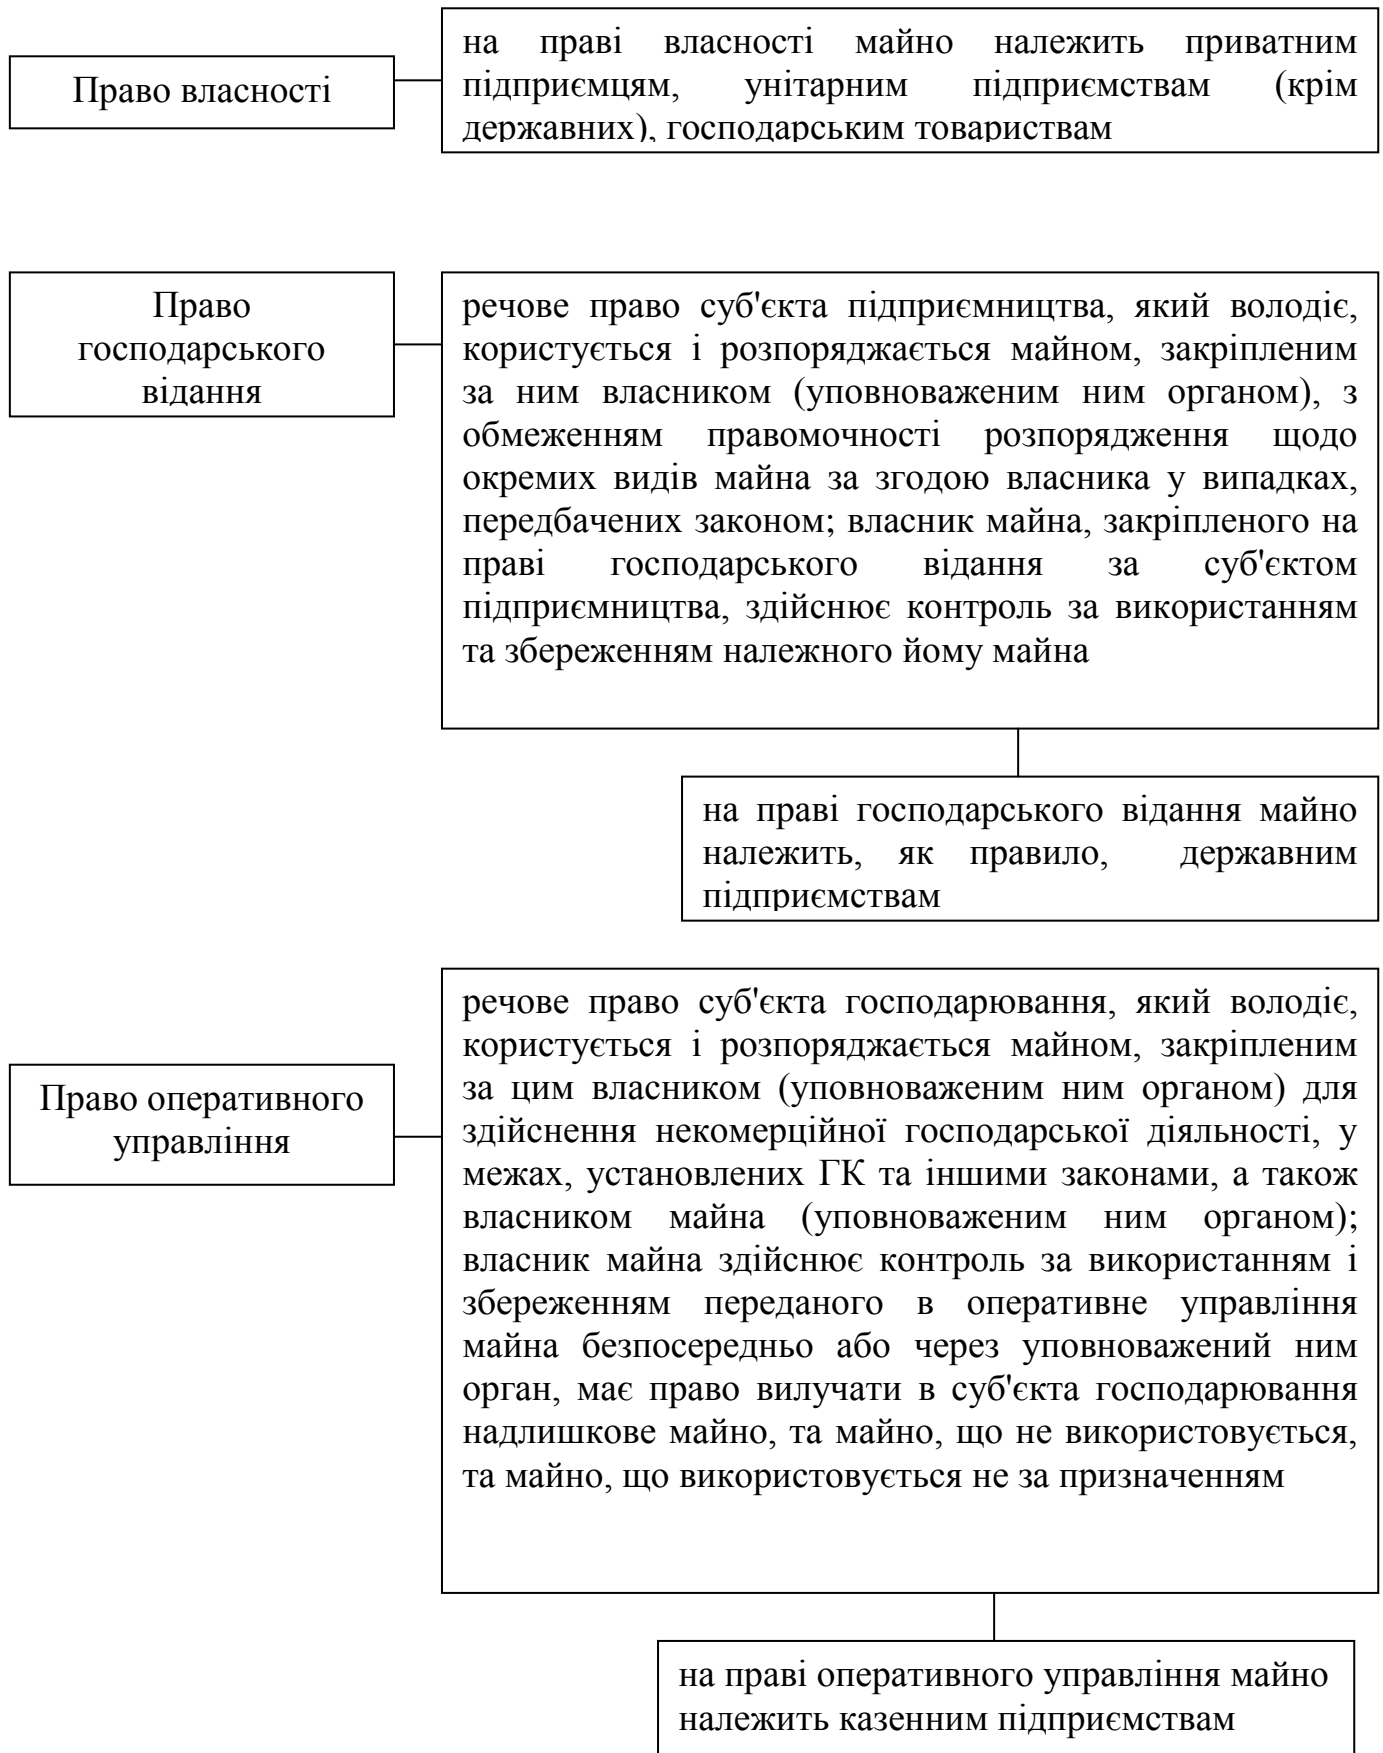 Право власності
на праві власності майно належить приватним
підприємцям, унітарним підприємствам (крім
державних), господарським товариствам
Право
господарського
відання
речове право суб'єкта підприємництва, який володіє,
користується і розпоряджається майном, закріпленим
за ним власником (уповноваженим ним органом), з
обмеженням правомочності розпорядження щодо
окремих видів майна за згодою власника у випадках,
передбачених законом; власник майна, закріпленого на
праві господарського відання за суб'єктом
підприємництва, здійснює контроль за використанням
та збереженням належного йому майна
на праві господарського відання майно
належить, як правило, державним
підприємствам
Право оперативного
управління
речове право суб'єкта господарювання, який володіє,
користується і розпоряджається майном, закріпленим
за цим власником (уповноваженим ним органом) для
здійснення некомерційної господарської діяльності, у
межах, установлених ГК та іншими законами, а також
власником майна (уповноваженим ним органом);
власник майна здійснює контроль за використанням і
збереженням переданого в оперативне управління
майна безпосередньо або через уповноважений ним
орган, має право вилучати в суб'єкта господарювання
надлишкове майно, та майно, що не використовується,
та майно, що використовується не за призначенням
на праві оперативного управління майно
належить казенним підприємствам